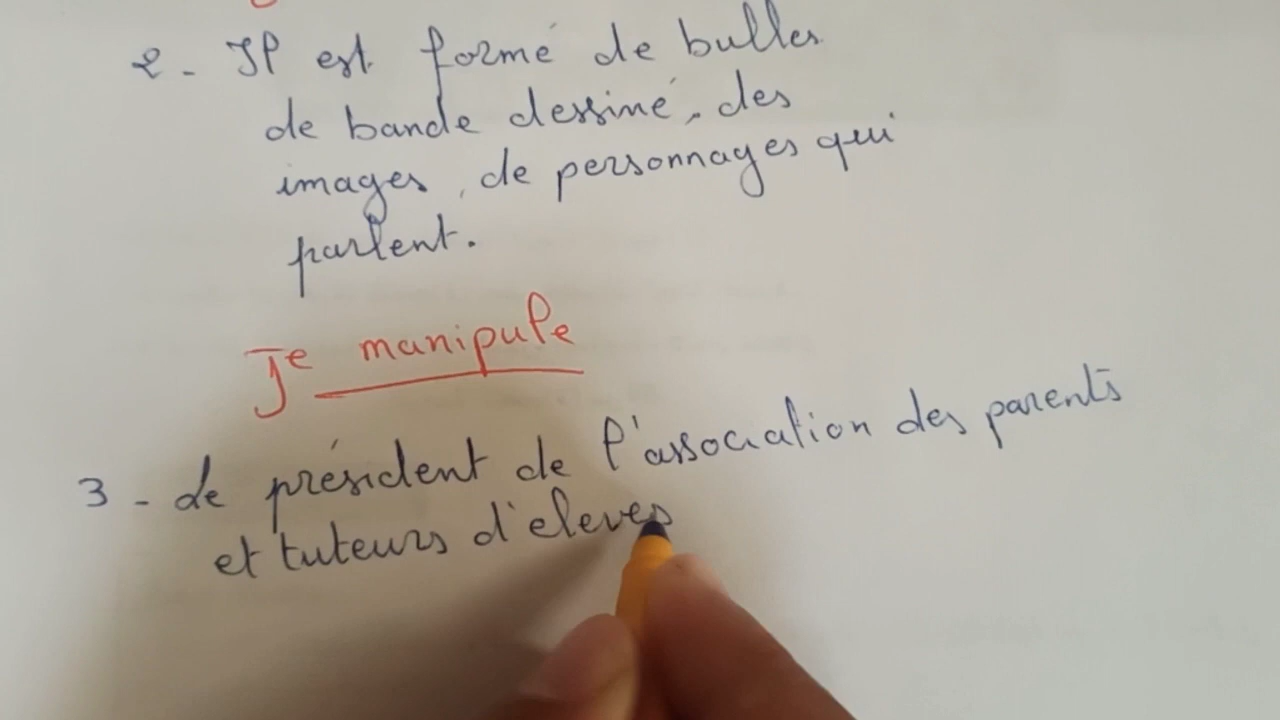 2 - Il est formé de bulles
de bande dessiné, des
images, de personnages qui
parlent.
Je manipule
3 - Le président de l'association des parents
et tuteurs d'eleves